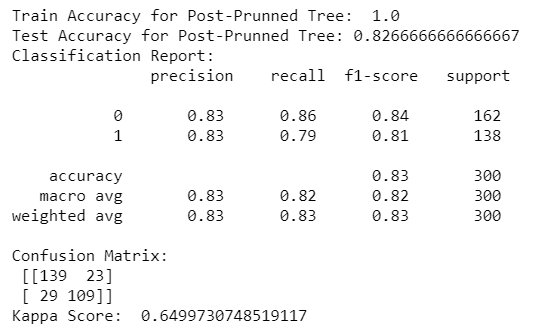 Train Accuracy for Post-Prunned Tree:  1.0
Test Accuracy for Post-Prunned Tree: 0.8266666666666667
Classification Report:
              precision    recall  f1-score   support

           0       0.83      0.86      0.84       162
           1       0.83      0.79      0.81       138

    accuracy                           0.83       300
   macro avg       0.83      0.82      0.82       300
weighted avg       0.83      0.83      0.83       300

Confusion Matrix:
 [[139  23]
 [ 29 109]]
Kappa Score:  0.6499730748519117